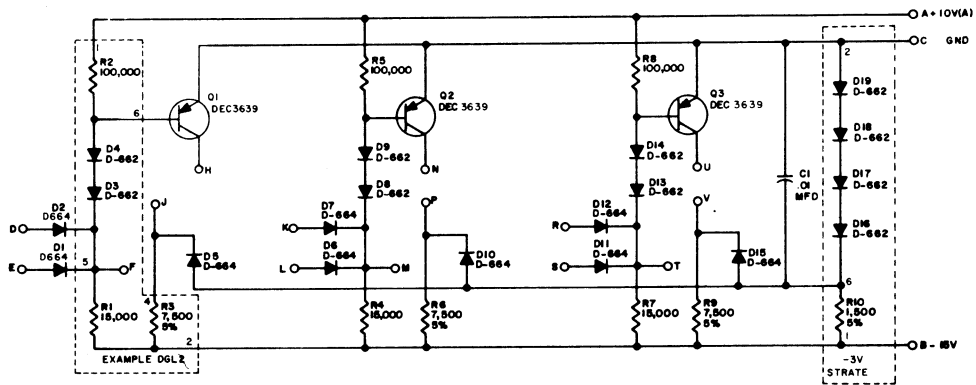 A+10V(A)
C GND
1
R2
100,000
6
Q1
DEC3639
H
D4
D-662
D3
D-662
D2
D664
D
D1
D664
E
5
F
J
D5
D-664
R1
15,000
4
R3
7,500
5%
2
EXAMPLE DGL2
R5
100,000
Q2
DEC 3639
N
D9
D-662
D8
D-662
P
D7
D-664
K
D6
D-664
L
M
D10
D-664
R4
15,000
R6
7,500
5%
R8
100,000
Q3
DEC 3639
U
D14
D-662
D13
D-662
V
D12
D-664
R
D11
D-664
S
T
D15
D-664
R7
15,000
R9
7,500
5%
C1
.01
MFD
2
D19
D-662
D18
D-662
D17
D-662
D16
D-662
6
R10
1,500
5%
1
B-15V
-3V
STRATE